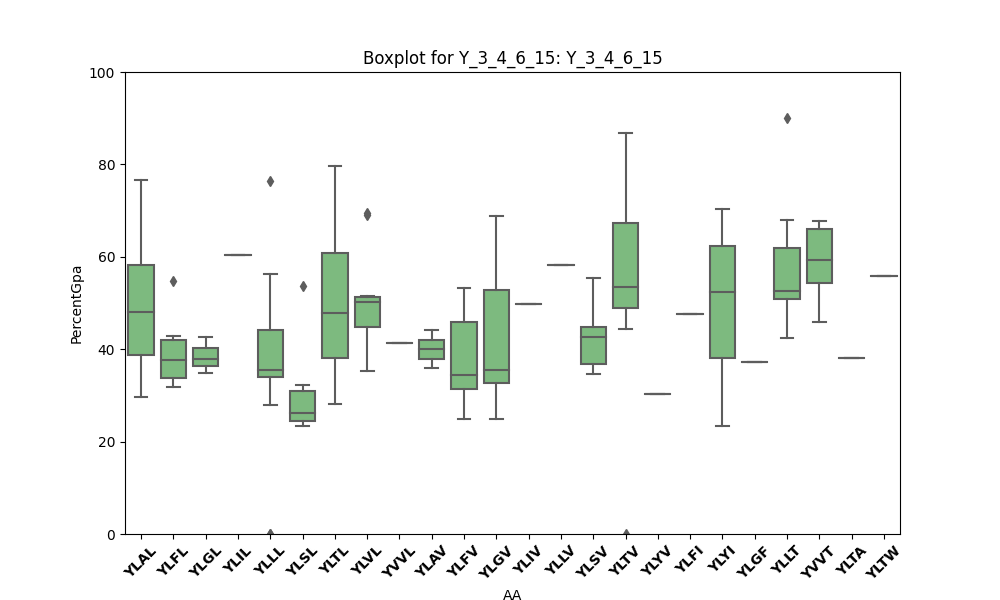 Boxplot for Y_3_4_6_15: Y_3_4_6_15
PercentGpa
100
80
60
40
20
0
YLAL YLFL YLGL YLIL YLLL YLSL YLTL YLVL YVVL YLAV YLFV YLGV YLIV YLLV YLSV YLTV YLYV YLFI YLYI YLGF YLLT YVVT YLTA YLTW
AA